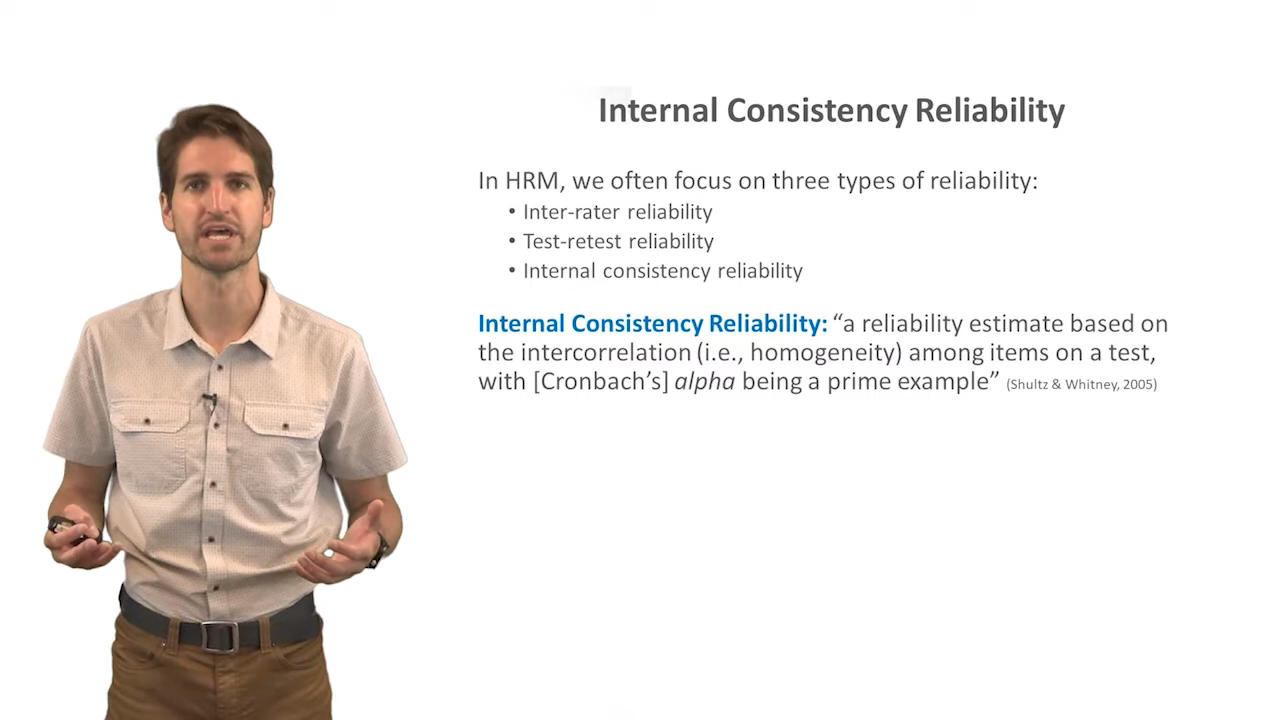 Internal Consistency Reliability
In HRM, we often focus on three types of reliability:
• Inter-rater reliability
• Test-retest reliability
• Internal consistency reliability
Internal Consistency Reliability: “a reliability estimate based on
the intercorrelation (i.e., homogeneity) among items on a test,
with [Cronbach’s] alpha being a prime example” (Shultz & Whitney, 2005)